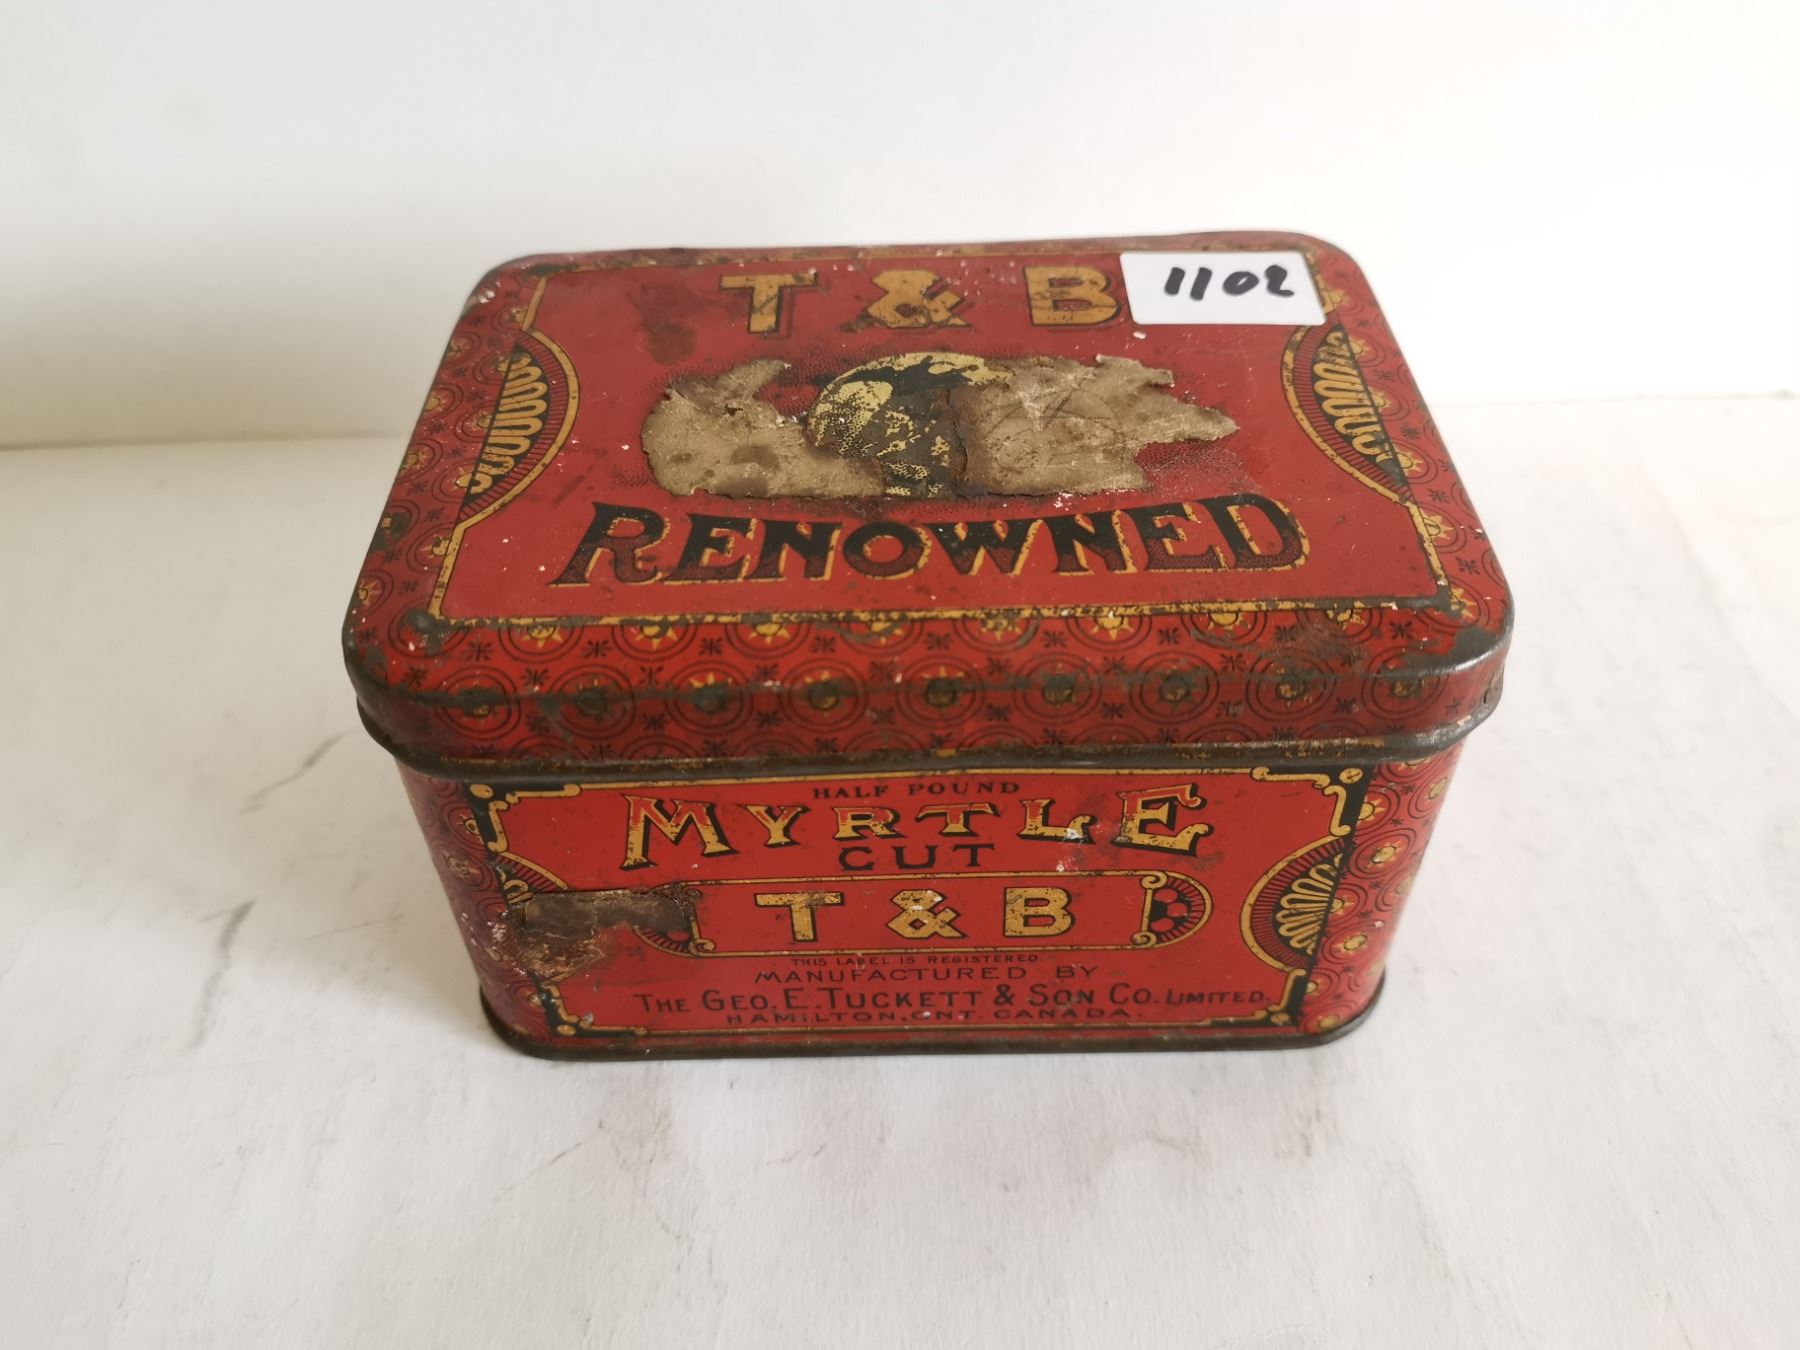 T & B
1102
RENOWNED
HALF POUND
MYRTLE
CUT
T & B
THIS LABEL IS REGISTERED.
MANUFACTURED BY
THE GEO. E. TUCKETT & SON CO. LIMITED.
HAMILTON, ONT. CANADA.